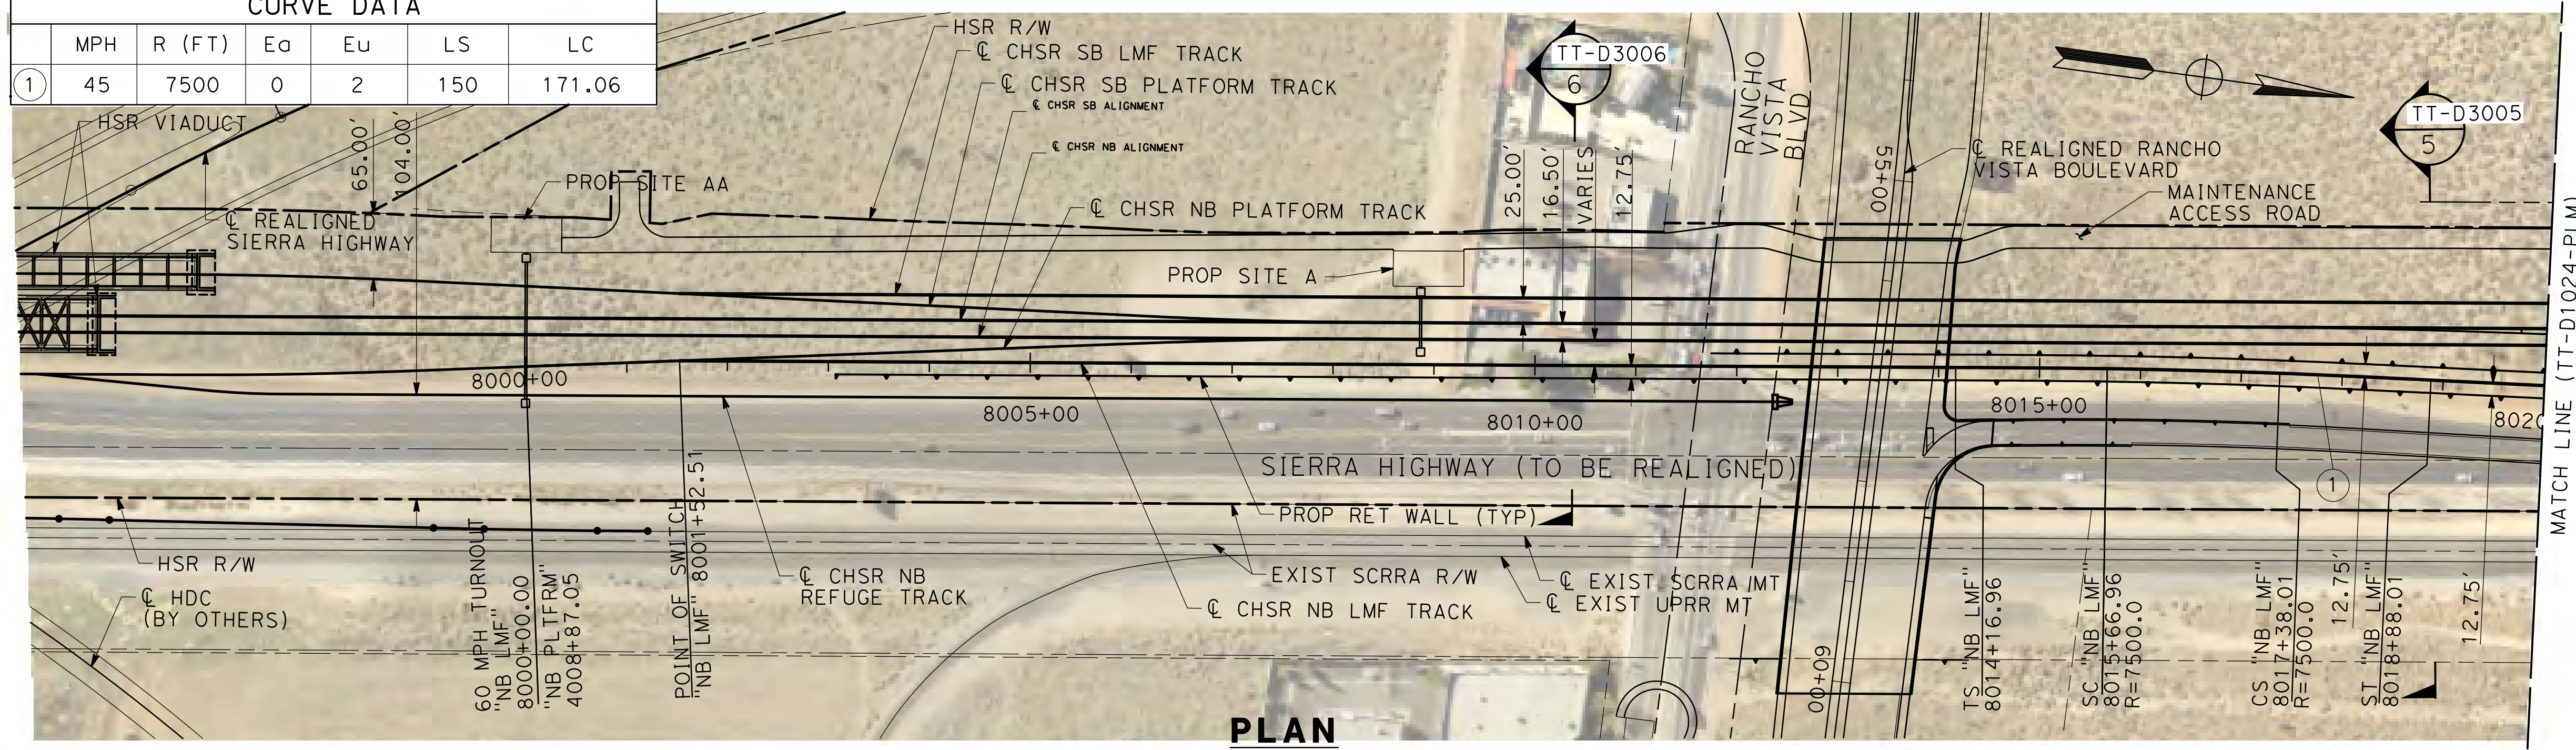 CURVE DATA
MPH R (FT) Ea Eu LS LC
1 45 7500 0 2 150 171.06
HSR VIADUCT
65.00'
104.00'
℄ REALIGNED
SIERRA HIGHWAY
PROP SITE AA
HSR R/W
℄ CHSR SB LMF TRACK
℄ CHSR SB PLATFORM TRACK
℄ CHSR SB ALIGNMENT
℄ CHSR NB ALIGNMENT
℄ CHSR NB PLATFORM TRACK
PROP SITE A
TT-D3006
6
25.00'
16.50'
VARIES
12.75'
RANCHO
VISTA
BLVD
55+00
℄ REALIGNED RANCHO
VISTA BOULEVARD
MAINTENANCE
ACCESS ROAD
TT-D3005
5
MATCH LINE (TT-D1024-PLM)
8000+00
8005+00
8010+00
8015+00
8020
SIERRA HIGHWAY (TO BE REALIGNED)
PROP RET WALL (TYP)
1
HSR R/W
℄ HDC
(BY OTHERS)
60 MPH TURNOUT
"NB LMF"
8000+00.00
"NB PLTFRM"
4008+87.05
POINT OF SWITCH
"NB LMF" 8001+52.51
℄ CHSR NB
REFUGE TRACK
EXIST SCRRA R/W
℄ CHSR NB LMF TRACK
℄ EXIST SCRRA MT
℄ EXIST UPRR MT
60+00
TS "NB LMF"
8014+16.96
SC "NB LMF"
8015+66.96
R=7500.0
CS "NB LMF"
8017+38.01
R=7500.0
12.75'
ST "NB LMF"
8018+88.01
12.75'
PLAN